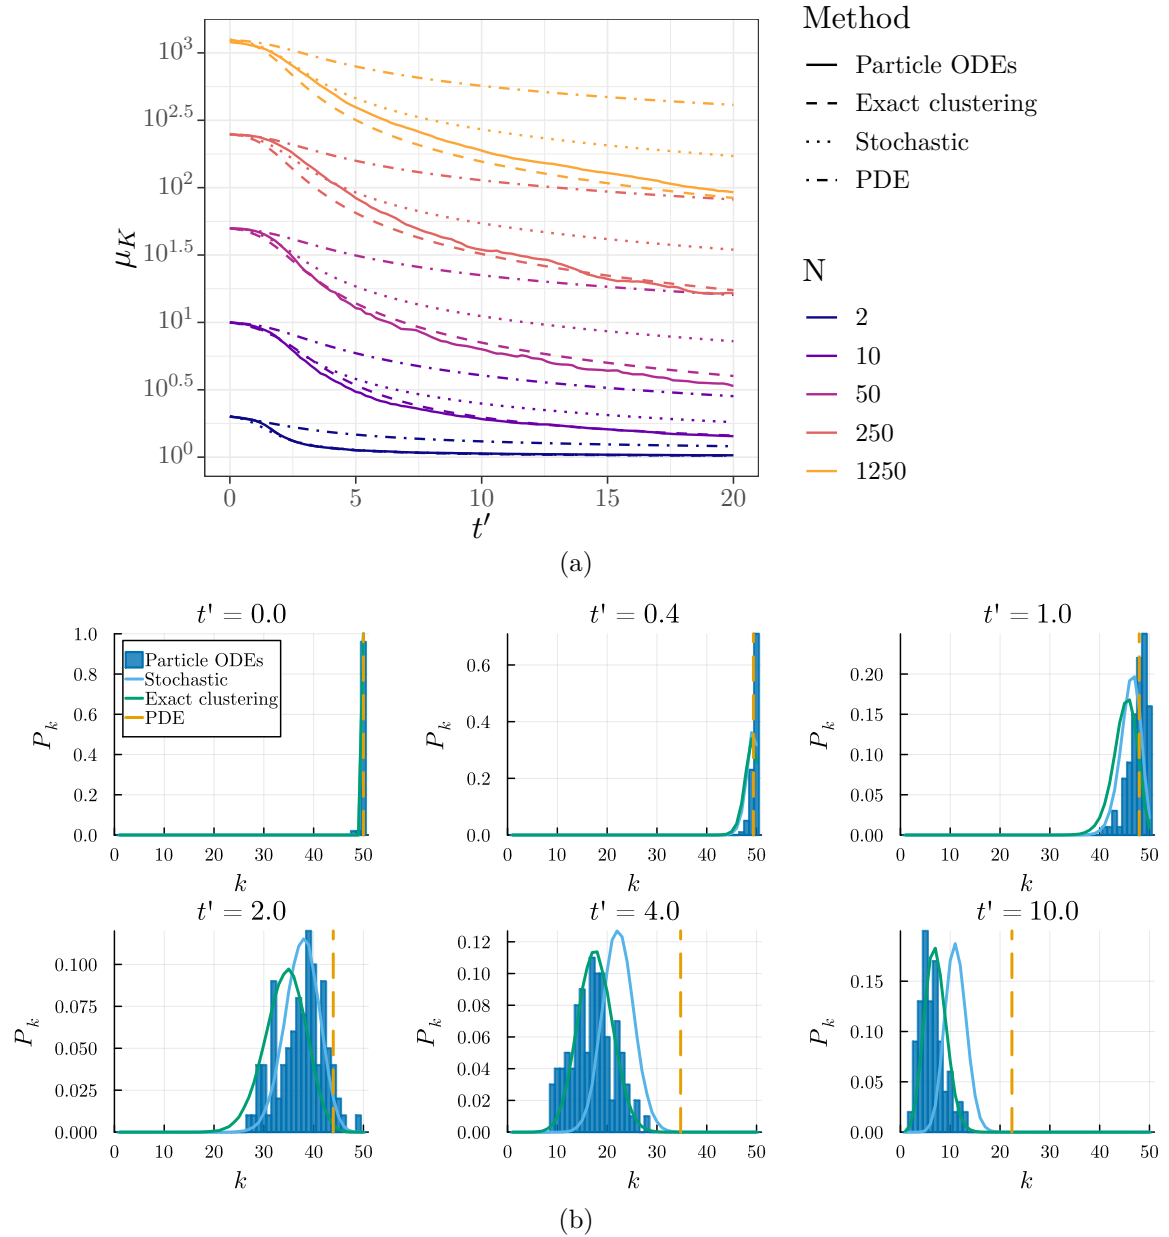 Method
Particle ODEs
Exact clustering
Stochastic
PDE
N
2
10
50
250
1250
10^3
10^2.5
10^2
10^1.5
10^1
10^0.5
10^0
μ_K
0 5 10 15 20
t′
(a)
t' = 0.0
1.0
0.8
0.6
0.4
0.2
0.0
P_k
Particle ODEs
Stochastic
Exact clustering
PDE
0 10 20 30 40 50
k
t' = 0.4
0.6
0.4
0.2
0.0
P_k
0 10 20 30 40 50
k
t' = 1.0
0.20
0.15
0.10
0.05
0.00
P_k
0 10 20 30 40 50
k
t' = 2.0
0.100
0.075
0.050
0.025
0.000
P_k
0 10 20 30 40 50
k
t' = 4.0
0.12
0.10
0.08
0.06
0.04
0.02
0.00
P_k
0 10 20 30 40 50
k
t' = 10.0
0.15
0.10
0.05
0.00
P_k
0 10 20 30 40 50
k
(b)